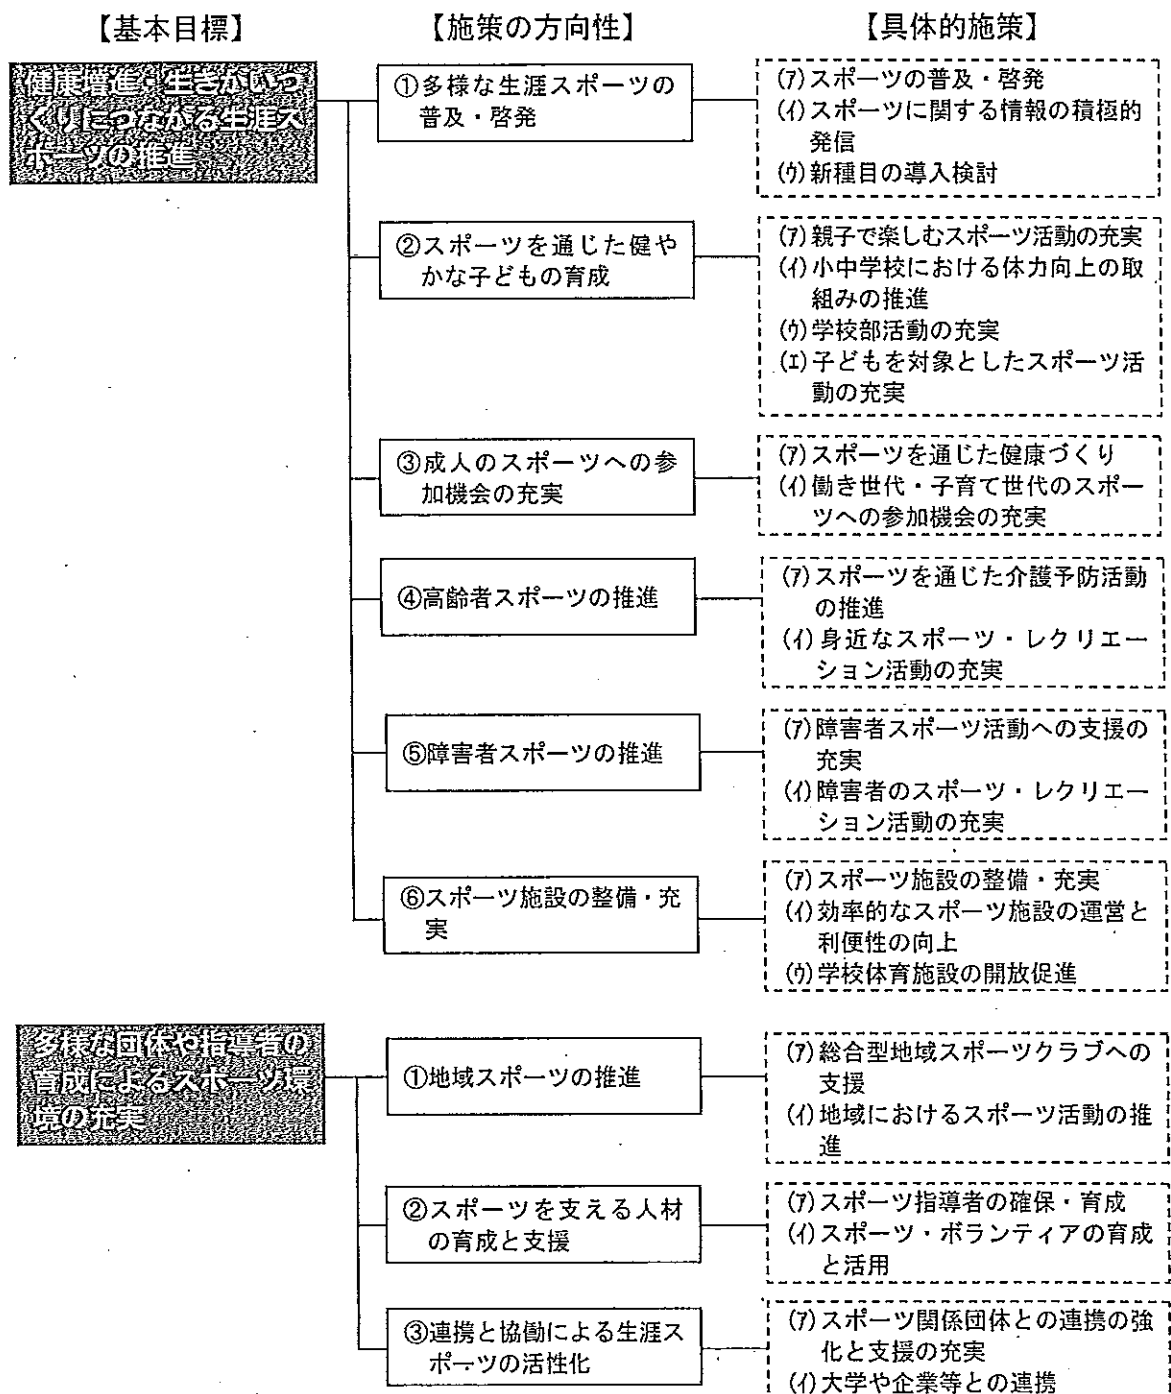 【基本目標】
【施策の方向性】
【具体的施策】
健康増進・生きがいつ
くりにつながる生涯ス
ポーツの推進
①多様な生涯スポーツの
普及・啓発
(ｱ)スポーツの普及・啓発
(ｲ)スポーツに関する情報の積極的
発信
(ｳ)新種目の導入検討
②スポーツを通じた健や
かな子どもの育成
(ｱ)親子で楽しむスポーツ活動の充実
(ｲ)小中学校における体力向上の取
組みの推進
(ｳ)学校部活動の充実
(ｴ)子どもを対象としたスポーツ活
動の充実
③成人のスポーツへの参
加機会の充実
(ｱ)スポーツを通じた健康づくり
(ｲ)働き世代・子育て世代のスポー
ツへの参加機会の充実
④高齢者スポーツの推進
(ｱ)スポーツを通じた介護予防活動
の推進
(ｲ)身近なスポーツ・レクリエー
ション活動の充実
⑤障害者スポーツの推進
(ｱ)障害者スポーツ活動への支援の
充実
(ｲ)障害者のスポーツ・レクリエー
ション活動の充実
⑥スポーツ施設の整備・充
実
(ｱ)スポーツ施設の整備・充実
(ｲ)効率的なスポーツ施設の運営と
利便性の向上
(ｳ)学校体育施設の開放促進
多様な団体や指導者の
育成によるスポーツ環
境の充実
①地域スポーツの推進
(ｱ)総合型地域スポーツクラブへの
支援
(ｲ)地域におけるスポーツ活動の推
進
②スポーツを支える人材
の育成と支援
(ｱ)スポーツ指導者の確保・育成
(ｲ)スポーツ・ボランティアの育成
と活用
③連携と協働による生涯ス
ポーツの活性化
(ｱ)スポーツ関係団体との連携の強
化と支援の充実
(ｲ)大学や企業等との連携